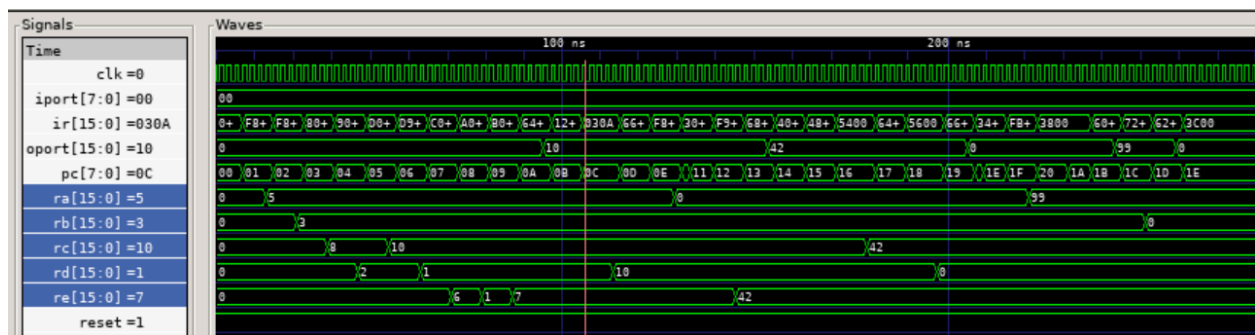 Signals
Waves
Time
100 ns
200 ns
clk =0
iport[7:0] =00
00
ir[15:0] =030A
0+ F8+ F8+ 80+ 90+ D0+ D9+ C0+ A0+ B0+ 64+ 12+ 030A 66+ F8+ 30+ F9+ 68+ 40+ 48+ 5400 64+ 5600 66+ 34+ FB+ 3800 60+ 72+ 62+ 3C00
oport[15:0] =10
0 10 42 0 99 0
pc[7:0] =0C
00 01 02 03 04 05 06 07 08 09 0A 0B 0C 0D 0E 11 12 13 14 15 16 17 18 19 1E 1F 20 1A 1B 1C 1D 1E
ra[15:0] =5
0 5 0 99
rb[15:0] =3
0 3 0
rc[15:0] =10
0 8 10 42
rd[15:0] =1
0 2 1 10 0
re[15:0] =7
0 6 1 7 42
reset =1